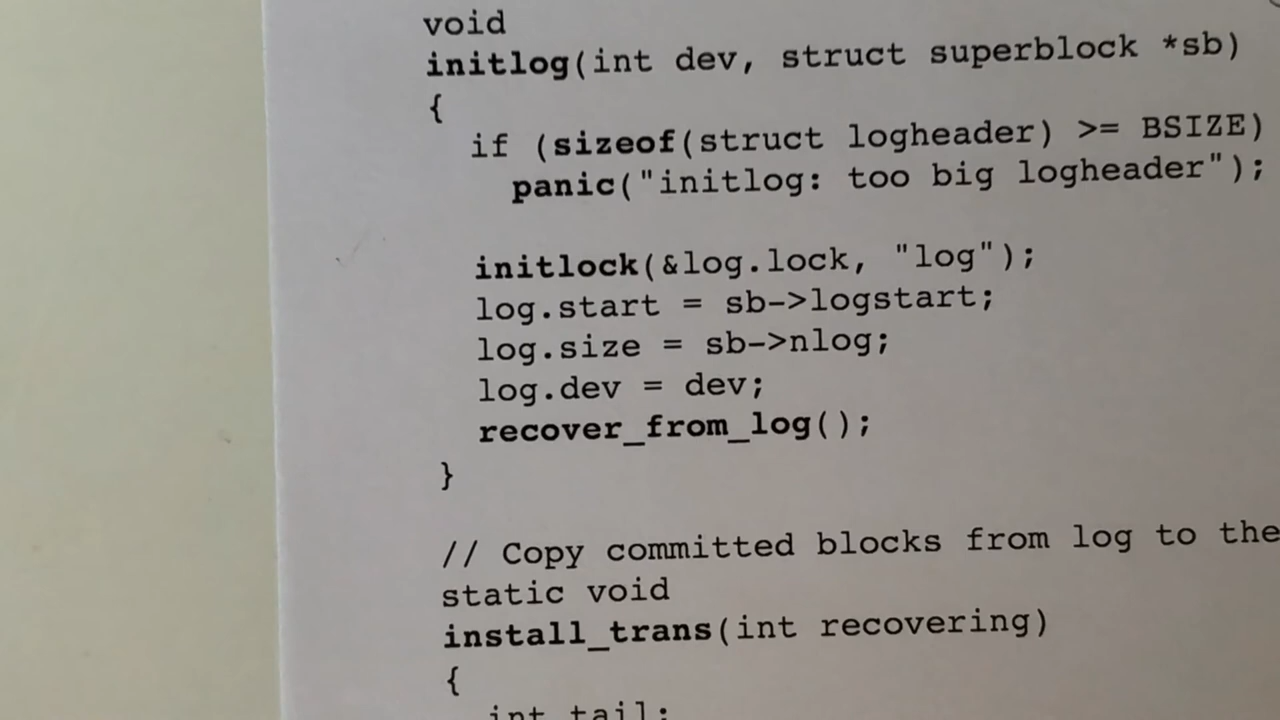 void
initlog(int dev, struct superblock *sb)
{
  if (sizeof(struct logheader) >= BSIZE)
    panic("initlog: too big logheader");

  initlock(&log.lock, "log");
  log.start = sb->logstart;
  log.size = sb->nlog;
  log.dev = dev;
  recover_from_log();
}

// Copy committed blocks from log to the
static void
install_trans(int recovering)
{
  int tail;